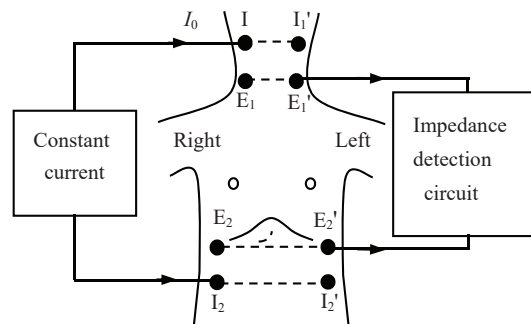 I₀ I I₁'
E₁ E₁'
Constant
current
Right Left
Impedance
detection
circuit
E₂ E₂'
I₂ I₂'